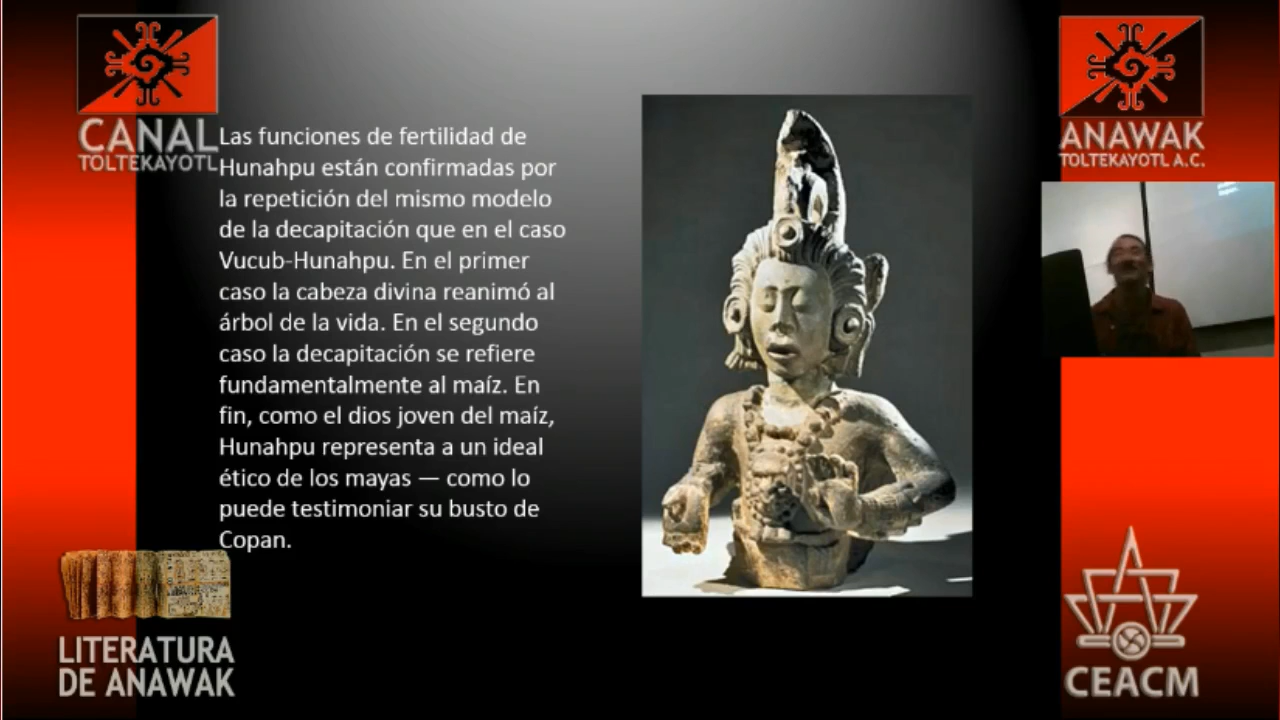 CANAL
TOLTEKAYOTL
Las funciones de fertilidad de
Hunahpu están confirmadas por
la repetición del mismo modelo
de la decapitación que en el caso
Vucub-Hunahpu. En el primer
caso la cabeza divina reanimó al
árbol de la vida. En el segundo
caso la decapitación se refiere
fundamentalmente al maíz. En
fin, como el dios joven del maíz,
Hunahpu representa a un ideal
ético de los mayas — como lo
puede testimoniar su busto de
Copan.
ANAWAK
TOLTEKAYOTL A.C.
LITERATURA
DE ANAWAK
CEACM